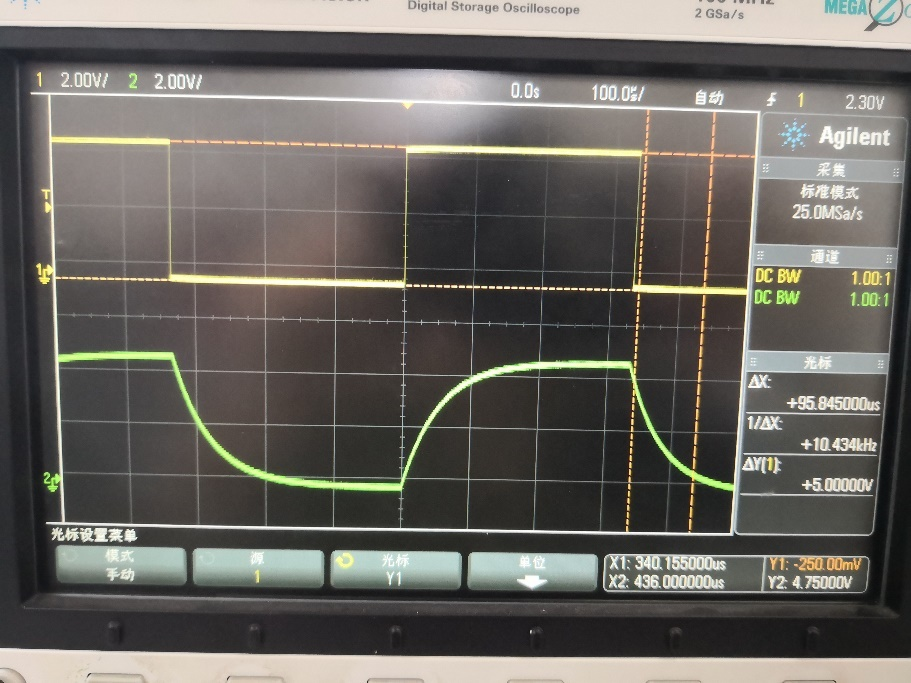 Digital Storage Oscilloscope
2 GSa/s
MEGA Z
1 2.00V/ 2 2.00V/ 0.0s 100.0us/ 自动 1 2.30V
Agilent
采集
标准模式
25.0MSa/s
通道
DC BW 1.00:1
DC BW 1.00:1
光标
ΔX:
+95.845000us
1/ΔX:
+10.434kHz
ΔY(1):
+5.00000V
T
1
2
光标设置菜单
模式
手动
源
1
光标
Y1
单位
X1: 340.155000us
X2: 436.000000us
Y1: -250.00mV
Y2: 4.75000V